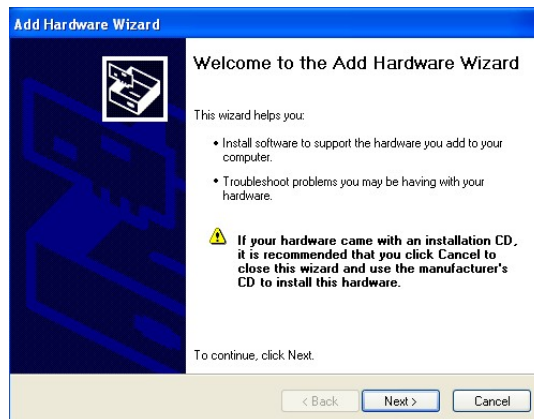 Add Hardware Wizard
Welcome to the Add Hardware Wizard
This wizard helps you:
• Install software to support the hardware you add to your
computer.
• Troubleshoot problems you may be having with your
hardware.
If your hardware came with an installation CD,
it is recommended that you click Cancel to
close this wizard and use the manufacturer's
CD to install this hardware.
To continue, click Next.
< Back Next > Cancel